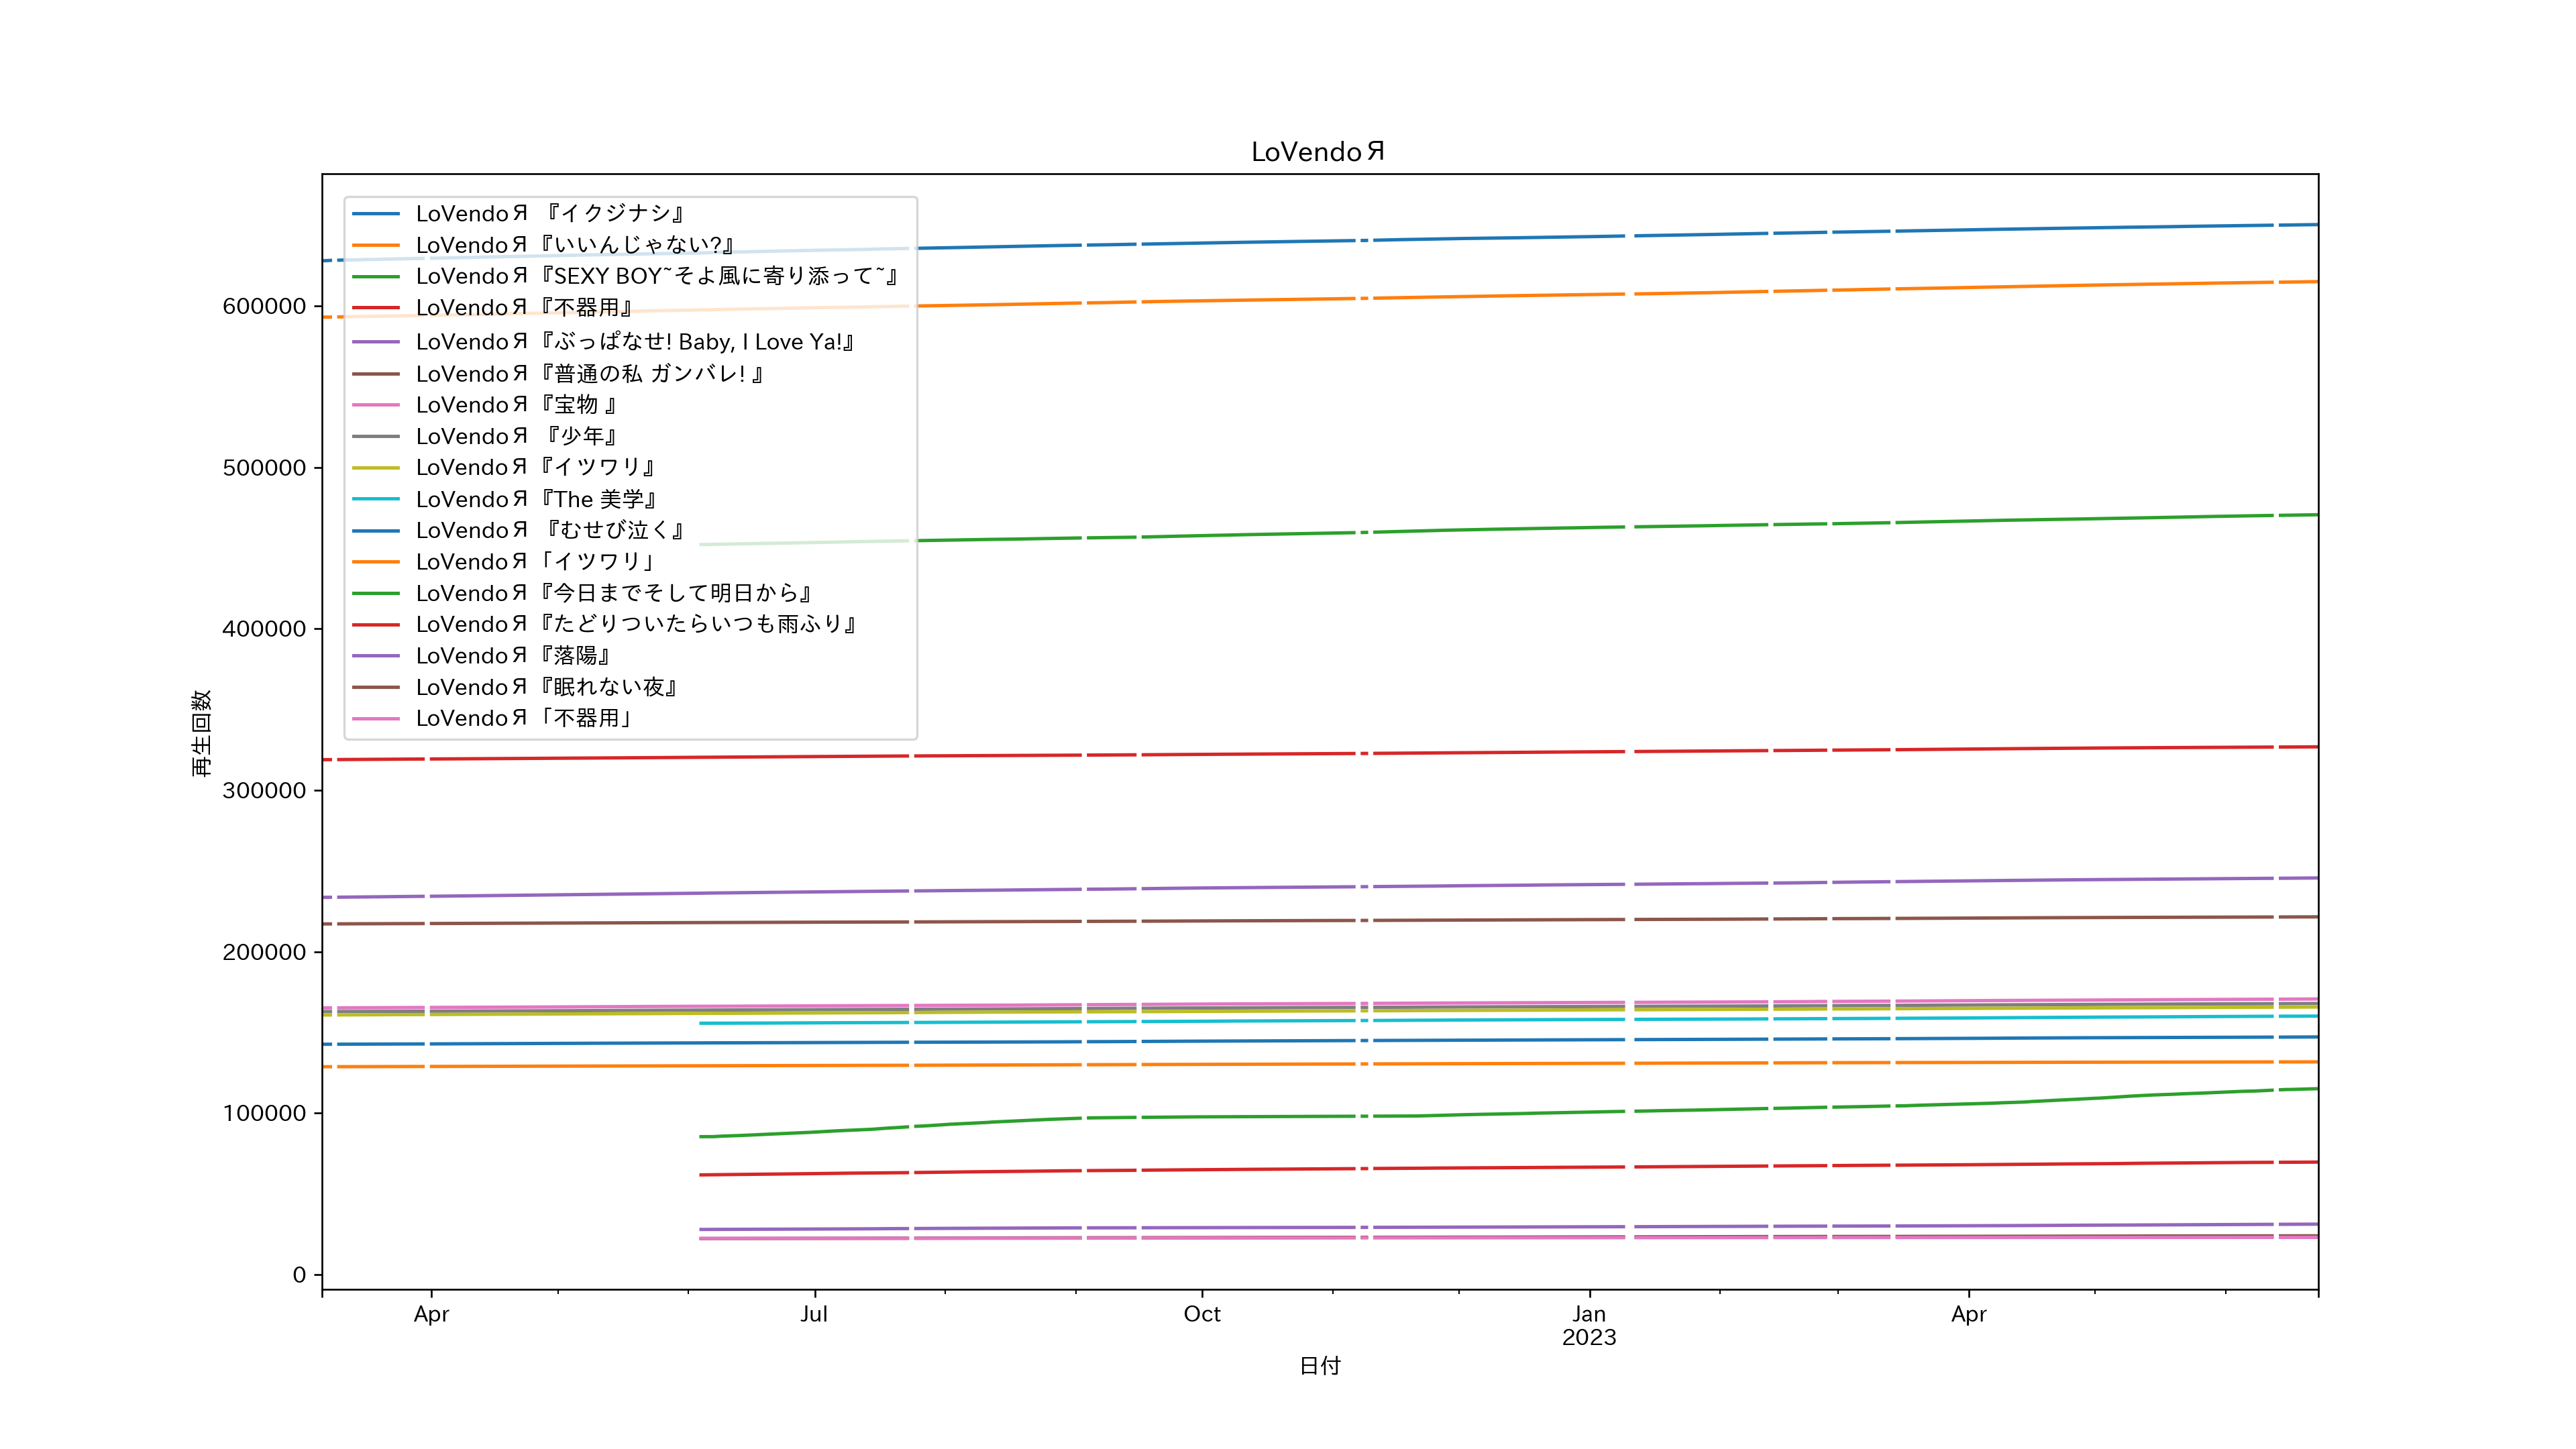 LoVendoЯ
LoVendoЯ 『イクジナシ』
LoVendoЯ『いいんじゃない?』
LoVendoЯ『SEXY BOY~そよ風に寄り添って~』
LoVendoЯ『不器用』
LoVendoЯ『ぶっぱなせ! Baby, I Love Ya!』
LoVendoЯ『普通の私 ガンバレ! 』
LoVendoЯ『宝物 』
LoVendoЯ 『少年』
LoVendoЯ『イツワリ』
LoVendoЯ『The 美学』
LoVendoЯ 『むせび泣く』
LoVendoЯ「イツワリ」
LoVendoЯ『今日までそして明日から』
LoVendoЯ『たどりついたらいつも雨ふり』
LoVendoЯ『落陽』
LoVendoЯ『眠れない夜』
LoVendoЯ「不器用」
600000
500000
400000
300000
200000
100000
0
再生回数
Apr Jul Oct Jan Apr
2023
日付